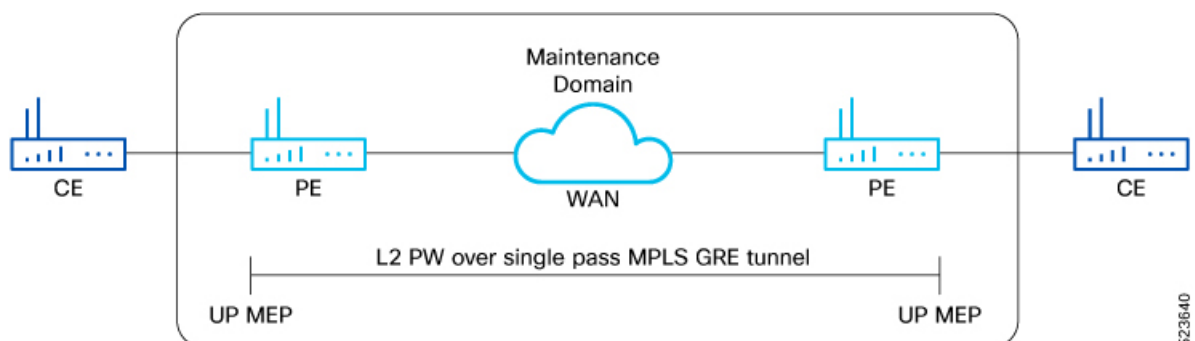 Maintenance
Domain
CE
PE
WAN
PE
CE
L2 PW over single pass MPLS GRE tunnel
UP MEP
UP MEP
523640